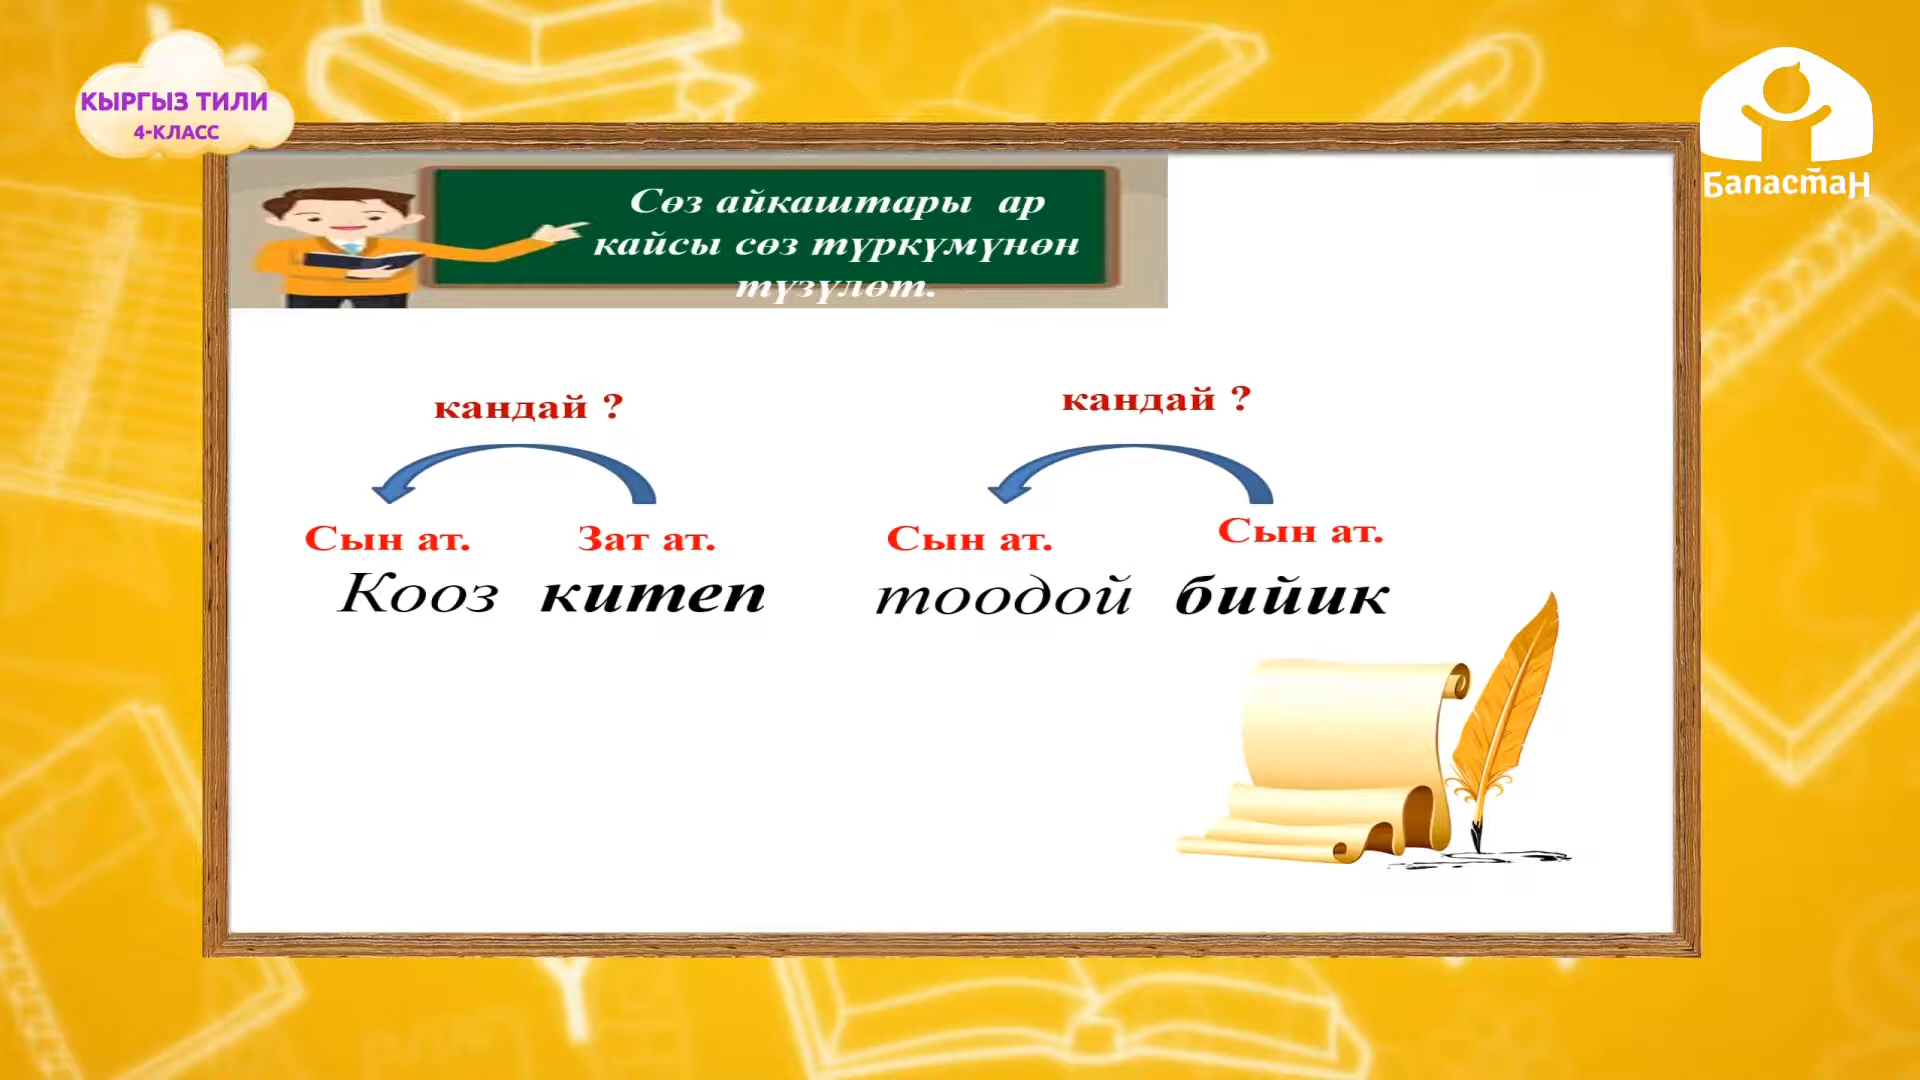 КЫРГЫЗ ТИЛИ
4-КЛАСС
Баластан
Сөз айкаштары ар
кайсы сөз түркүмүнөн
түзүлөт.
кандай ? кандай ?
Сын ат. Зат ат. Сын ат. Сын ат.
Кооз китеп тоодой бийик